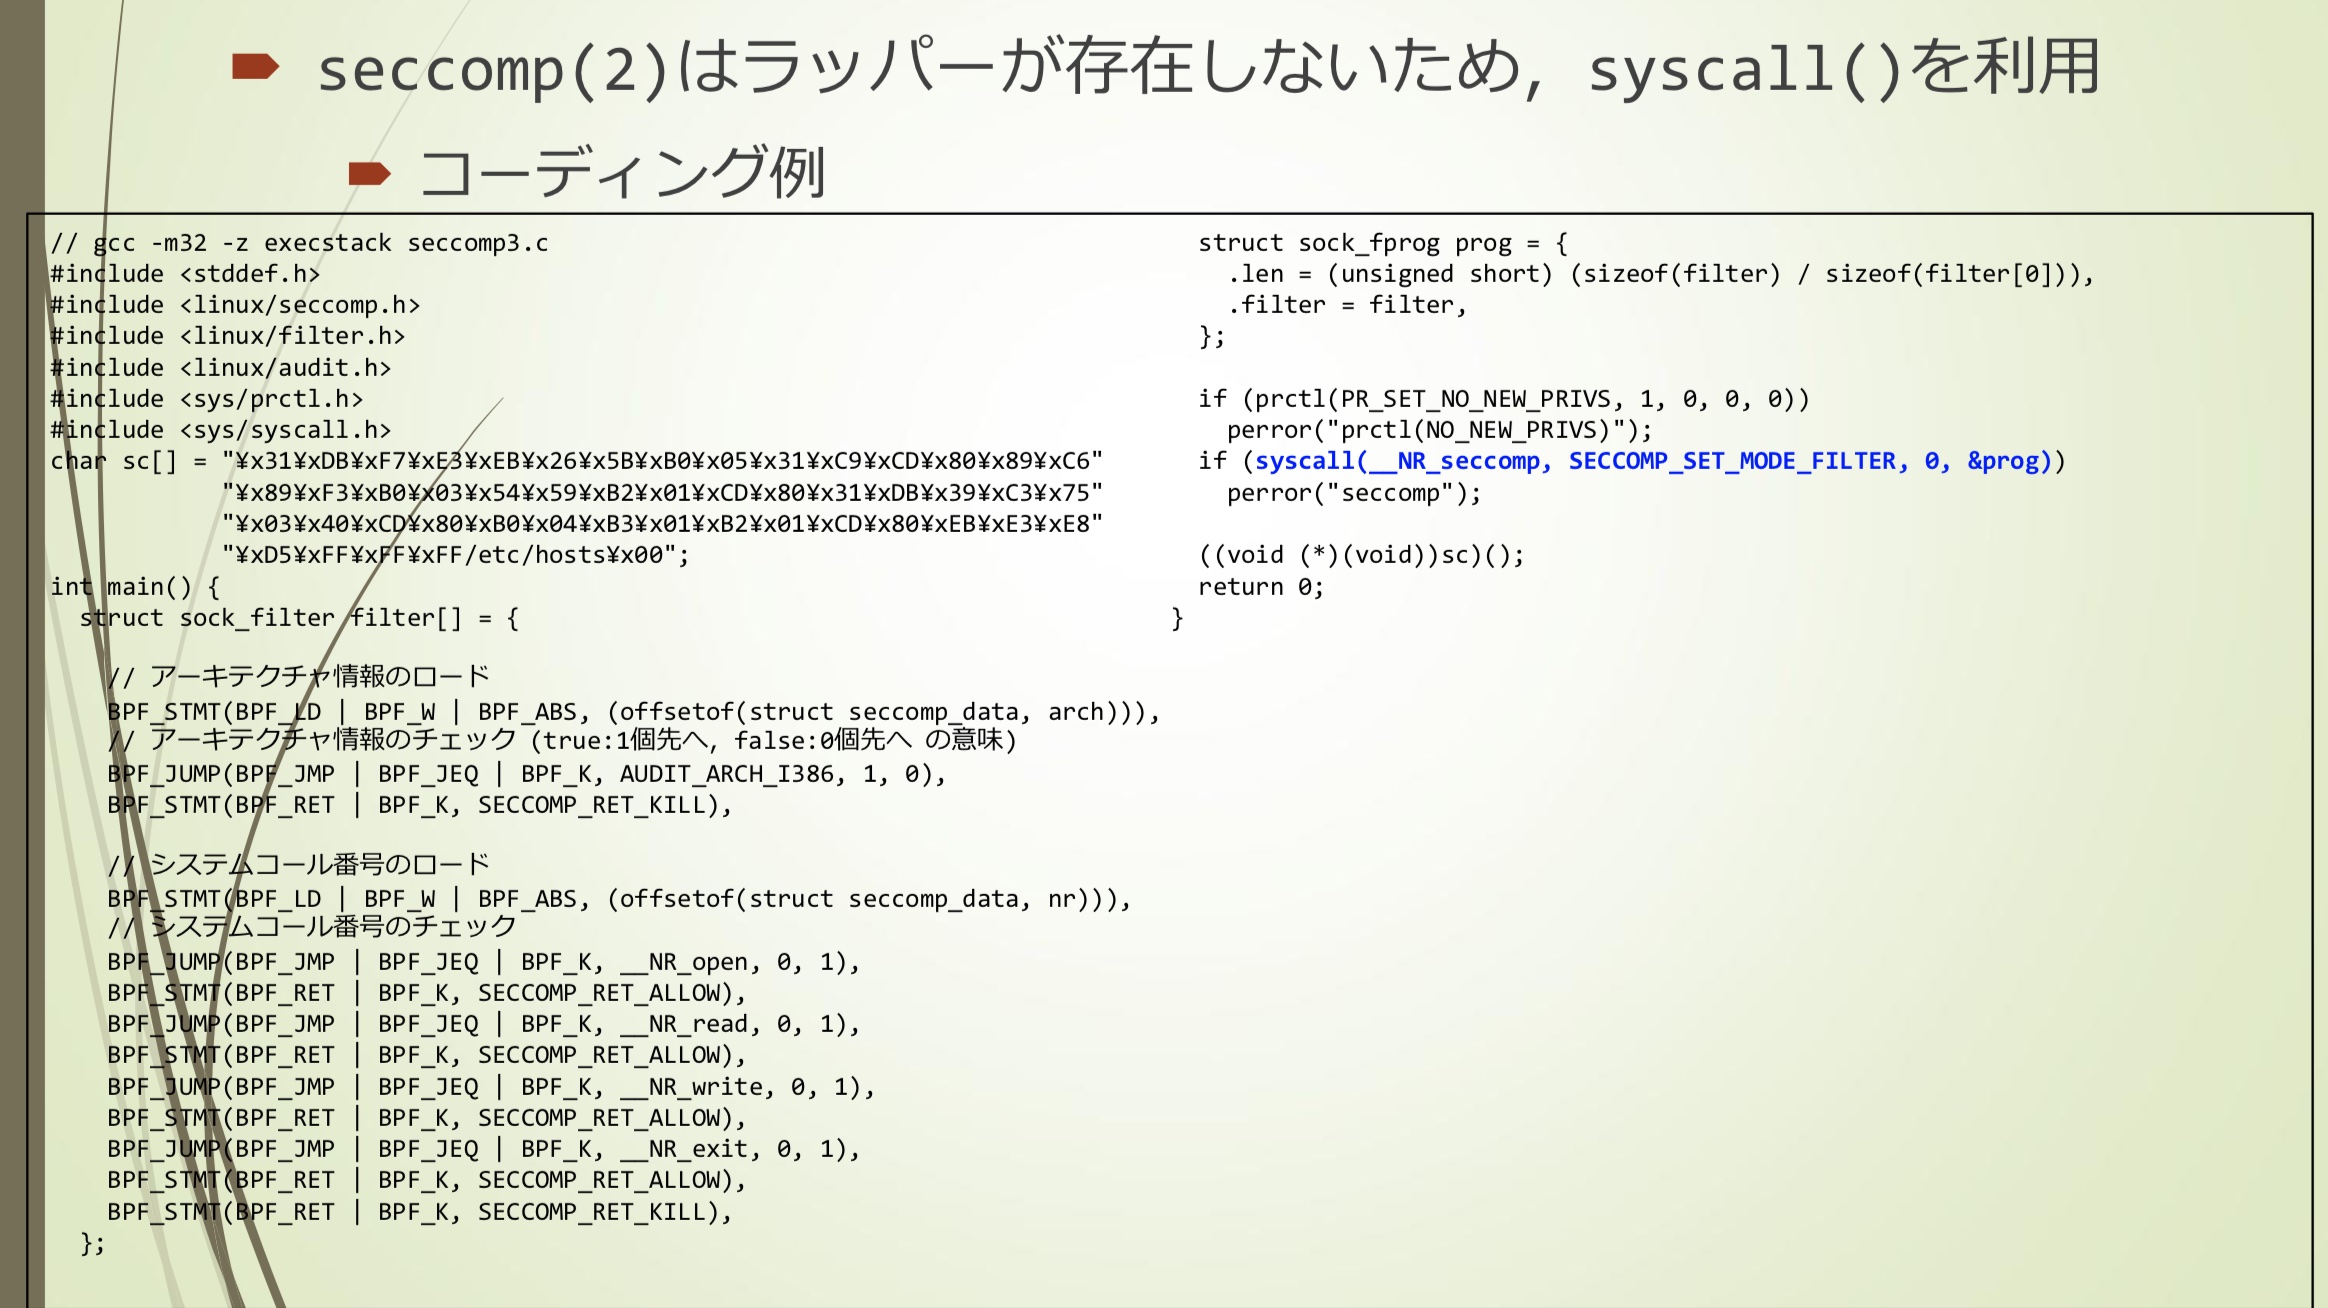 seccomp(2)はラッパーが存在しないため, syscall()を利用
コーディング例
// gcc -m32 -z execstack seccomp3.c
#include <stddef.h>
#include <linux/seccomp.h>
#include <linux/filter.h>
#include <linux/audit.h>
#include <sys/prctl.h>
#include <sys/syscall.h>
char sc[] = "¥x31¥xDB¥xF7¥xE3¥xEB¥x26¥x5B¥xB0¥x05¥x31¥xC9¥xCD¥x80¥x89¥xC6"
"¥x89¥xF3¥xB0¥x03¥x54¥x59¥xB2¥x01¥xCD¥x80¥x31¥xDB¥x39¥xC3¥x75"
"¥x03¥x40¥xCD¥x80¥xB0¥x04¥xB3¥x01¥xB2¥x01¥xCD¥x80¥xEB¥xE3¥xE8"
"¥xD5¥xFF¥xFF¥xFF/etc/hosts¥x00";
int main() {
struct sock_filter filter[] = {
// アーキテクチャ情報のロード
BPF_STMT(BPF_LD | BPF_W | BPF_ABS, (offsetof(struct seccomp_data, arch))),
// アーキテクチャ情報のチェック (true:1個先へ, false:0個先へ の意味)
BPF_JUMP(BPF_JMP | BPF_JEQ | BPF_K, AUDIT_ARCH_I386, 1, 0),
BPF_STMT(BPF_RET | BPF_K, SECCOMP_RET_KILL),
// システムコール番号のロード
BPF_STMT(BPF_LD | BPF_W | BPF_ABS, (offsetof(struct seccomp_data, nr))),
// システムコール番号のチェック
BPF_JUMP(BPF_JMP | BPF_JEQ | BPF_K, __NR_open, 0, 1),
BPF_STMT(BPF_RET | BPF_K, SECCOMP_RET_ALLOW),
BPF_JUMP(BPF_JMP | BPF_JEQ | BPF_K, __NR_read, 0, 1),
BPF_STMT(BPF_RET | BPF_K, SECCOMP_RET_ALLOW),
BPF_JUMP(BPF_JMP | BPF_JEQ | BPF_K, __NR_write, 0, 1),
BPF_STMT(BPF_RET | BPF_K, SECCOMP_RET_ALLOW),
BPF_JUMP(BPF_JMP | BPF_JEQ | BPF_K, __NR_exit, 0, 1),
BPF_STMT(BPF_RET | BPF_K, SECCOMP_RET_ALLOW),
BPF_STMT(BPF_RET | BPF_K, SECCOMP_RET_KILL),
};
struct sock_fprog prog = {
.len = (unsigned short) (sizeof(filter) / sizeof(filter[0])),
.filter = filter,
};
if (prctl(PR_SET_NO_NEW_PRIVS, 1, 0, 0, 0))
perror("prctl(NO_NEW_PRIVS)");
if (syscall(__NR_seccomp, SECCOMP_SET_MODE_FILTER, 0, &prog))
perror("seccomp");
((void (*)(void))sc)();
return 0;
}